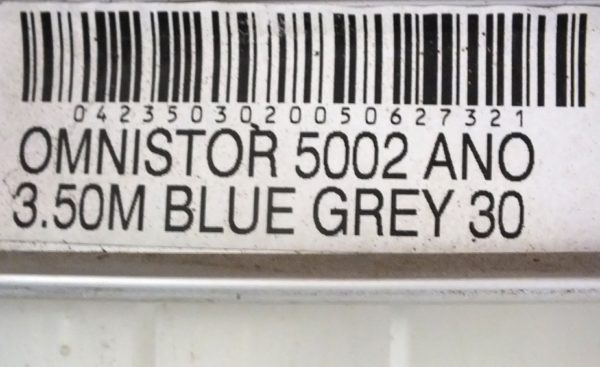 0423503020050627321
OMNISTOR 5002 ANO
3.50M BLUE GREY 30